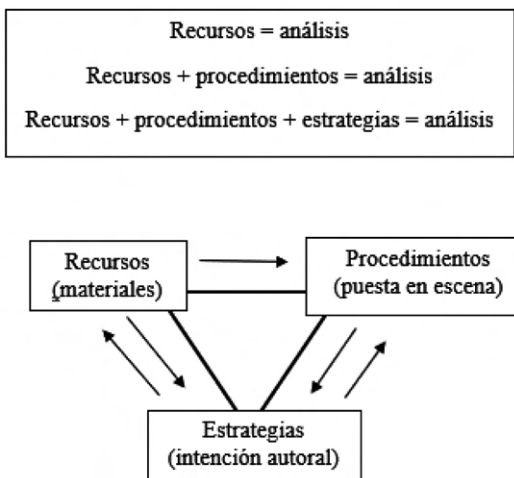 Recursos = análisis
Recursos + procedimientos = análisis
Recursos + procedimientos + estrategias = análisis
Recursos
(materiales)
Procedimientos
(puesta en escena)
Estrategias
(intención autoral)